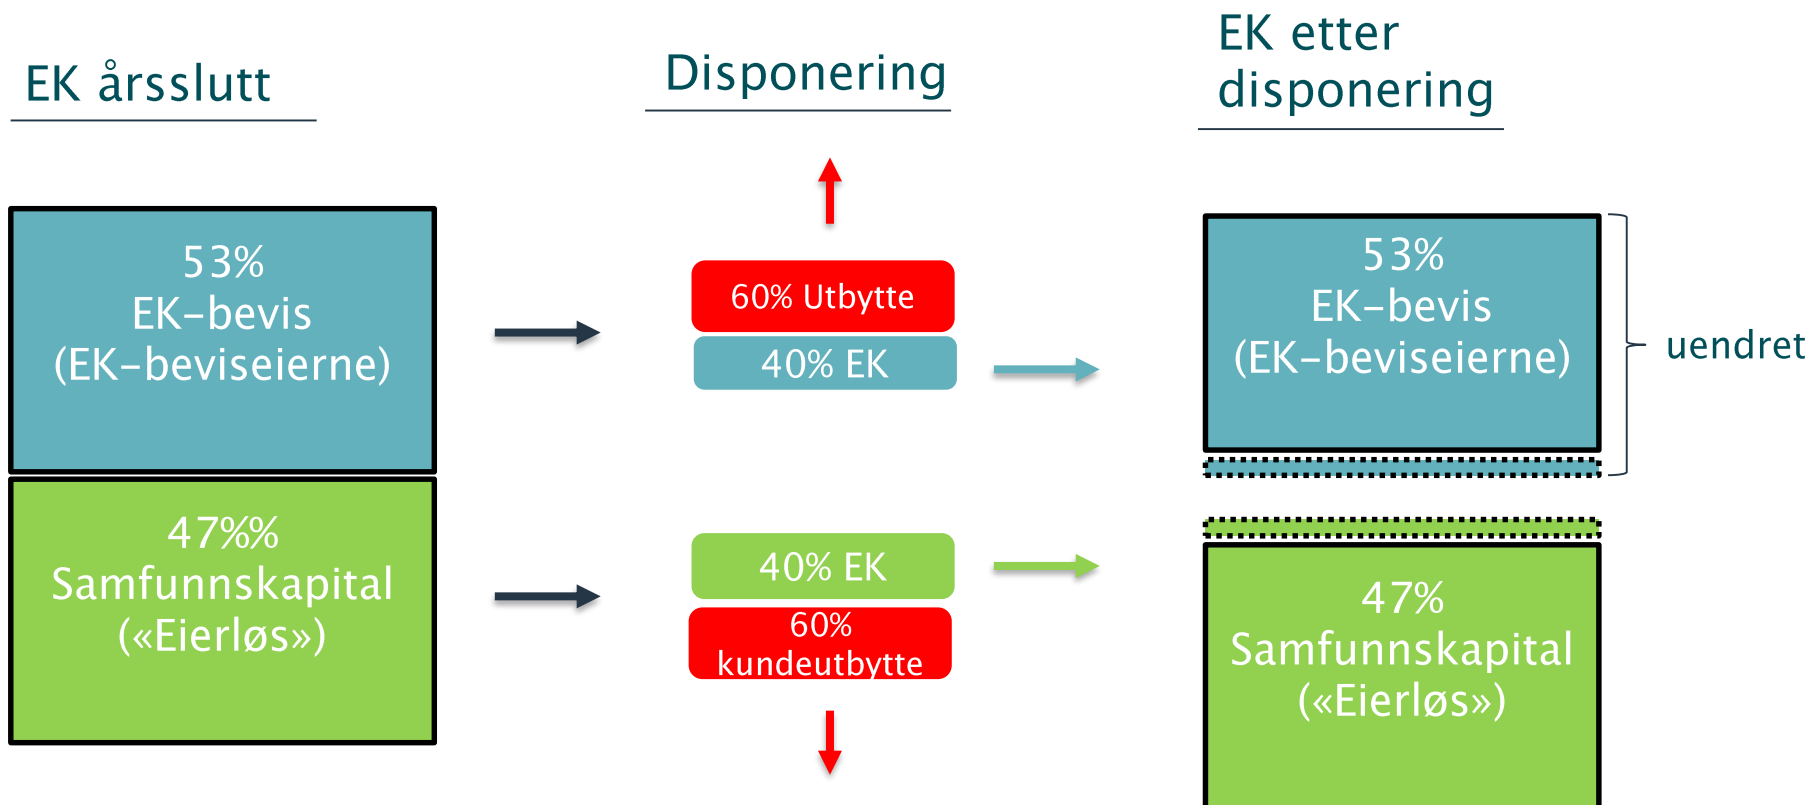 EK årsslutt
53%
EK-bevis
(EK-beviseierne)
47%%
Samfunnskapital
(«Eierløs»)
Disponering
60% Utbytte
40% EK
40% EK
60%
kundeutbytte
EK etter
disponering
53%
EK-bevis
(EK-beviseierne)
uendret
47%
Samfunnskapital
(«Eierløs»)